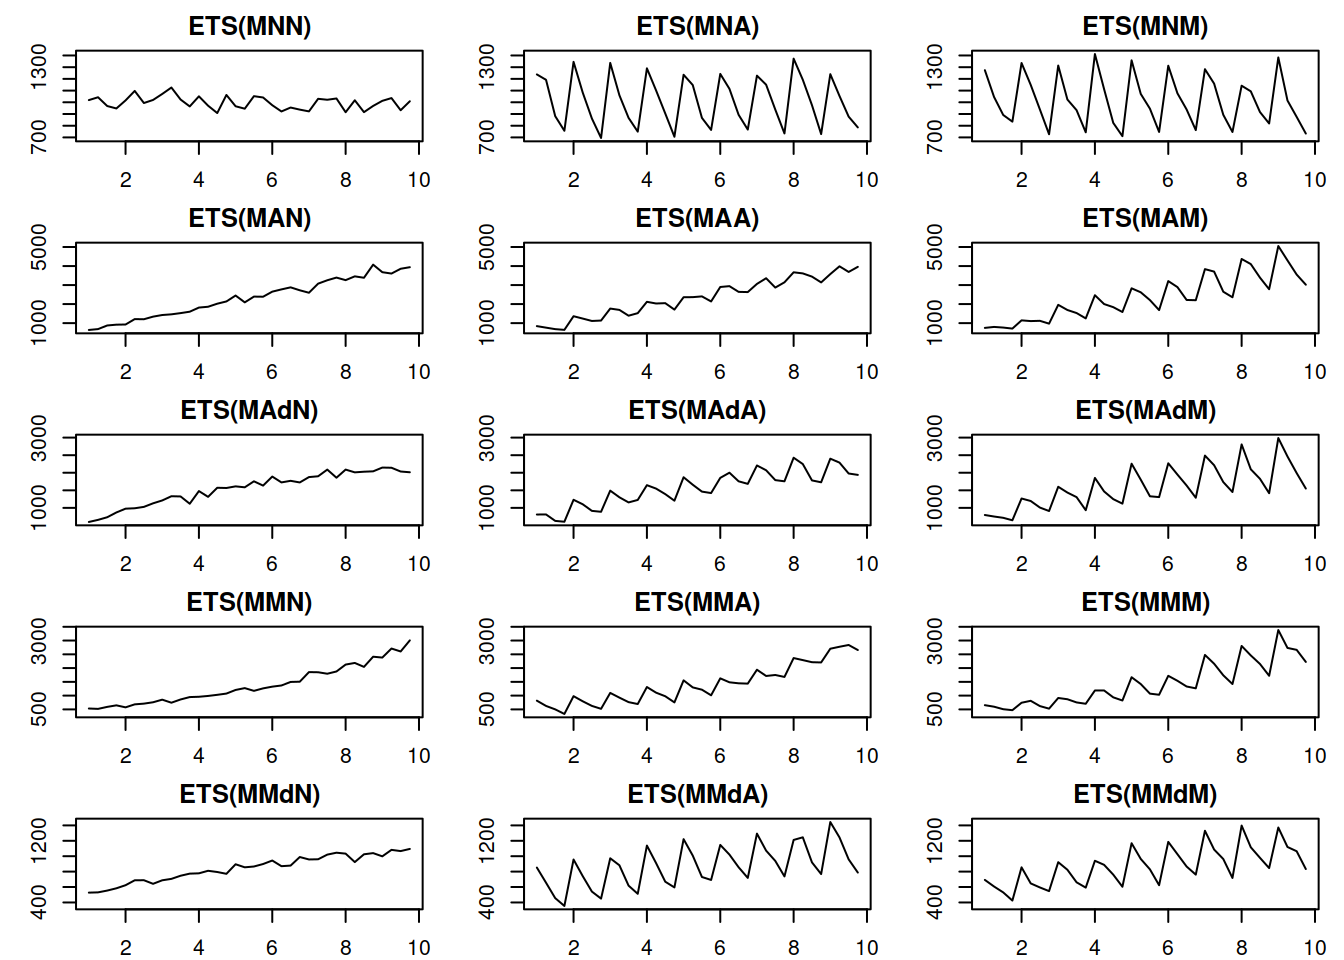 ETS(MNN) ETS(MNA) ETS(MNM)
700 1300 700 1300 700 1300
2 4 6 8 10 2 4 6 8 10 2 4 6 8 10
ETS(MAN) ETS(MAA) ETS(MAM)
1000 5000 1000 5000 1000 5000
2 4 6 8 10 2 4 6 8 10 2 4 6 8 10
ETS(MAdN) ETS(MAdA) ETS(MAdM)
1000 3000 1000 3000 1000 3000
2 4 6 8 10 2 4 6 8 10 2 4 6 8 10
ETS(MMN) ETS(MMA) ETS(MMM)
500 3000 500 3000 500 3000
2 4 6 8 10 2 4 6 8 10 2 4 6 8 10
ETS(MMdN) ETS(MMdA) ETS(MMdM)
400 1200 400 1200 400 1200
2 4 6 8 10 2 4 6 8 10 2 4 6 8 10